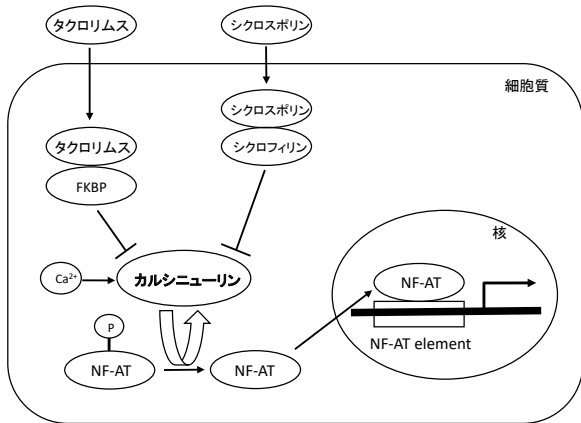 タクロリムス
シクロスポリン
細胞質
タクロリムス
FKBP
シクロスポリン
シクロフィリン
Ca²⁺
カルシニューリン
核
NF-AT
NF-AT element
P
NF-AT
NF-AT